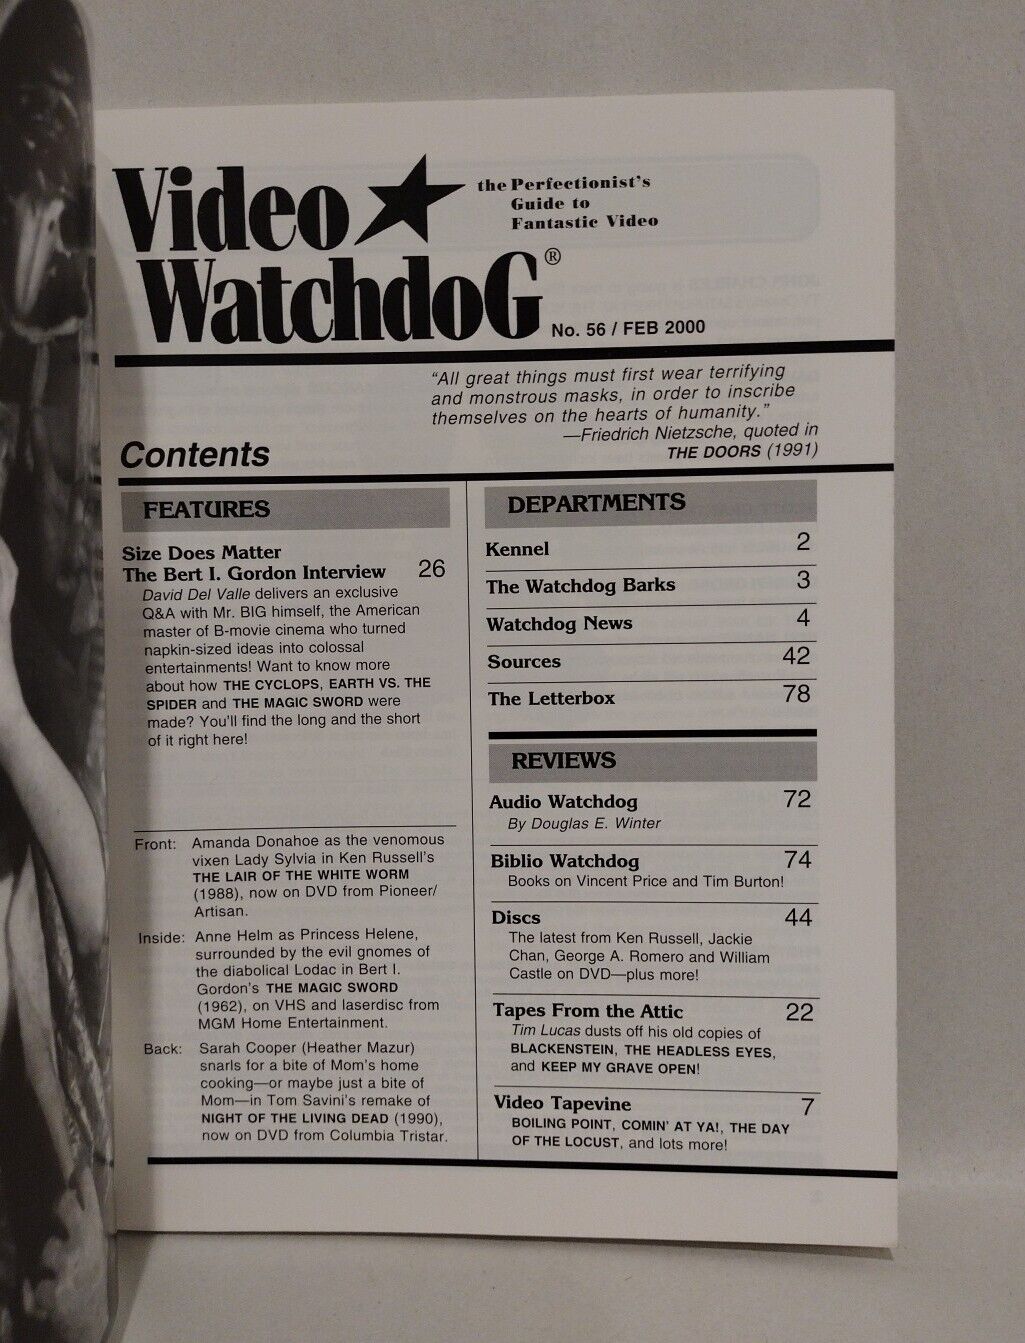 Video ★ the Perfectionist's
Guide to
Fantastic Video
WatchdoG®
No. 56 / FEB 2000
"All great things must first wear terrifying
and monstrous masks, in order to inscribe
themselves on the hearts of humanity."
—Friedrich Nietzsche, quoted in
THE DOORS (1991)
Contents
FEATURES
Size Does Matter
The Bert I. Gordon Interview 26
David Del Valle delivers an exclusive
Q&A with Mr. BIG himself, the American
master of B-movie cinema who turned
napkin-sized ideas into colossal
entertainments! Want to know more
about how THE CYCLOPS, EARTH VS. THE
SPIDER and THE MAGIC SWORD were
made? You'll find the long and the short
of it right here!
Front: Amanda Donahoe as the venomous
vixen Lady Sylvia in Ken Russell's
THE LAIR OF THE WHITE WORM
(1988), now on DVD from Pioneer/
Artisan.
Inside: Anne Helm as Princess Helene,
surrounded by the evil gnomes of
the diabolical Lodac in Bert I.
Gordon's THE MAGIC SWORD
(1962), on VHS and laserdisc from
MGM Home Entertainment.
Back: Sarah Cooper (Heather Mazur)
snarls for a bite of Mom's home
cooking—or maybe just a bite of
Mom—in Tom Savini's remake of
NIGHT OF THE LIVING DEAD (1990),
now on DVD from Columbia Tristar.
DEPARTMENTS
Kennel 2
The Watchdog Barks 3
Watchdog News 4
Sources 42
The Letterbox 78
REVIEWS
Audio Watchdog 72
By Douglas E. Winter
Biblio Watchdog 74
Books on Vincent Price and Tim Burton!
Discs 44
The latest from Ken Russell, Jackie
Chan, George A. Romero and William
Castle on DVD—plus more!
Tapes From the Attic 22
Tim Lucas dusts off his old copies of
BLACKENSTEIN, THE HEADLESS EYES,
and KEEP MY GRAVE OPEN!
Video Tapevine 7
BOILING POINT, COMIN' AT YA!, THE DAY
OF THE LOCUST, and lots more!